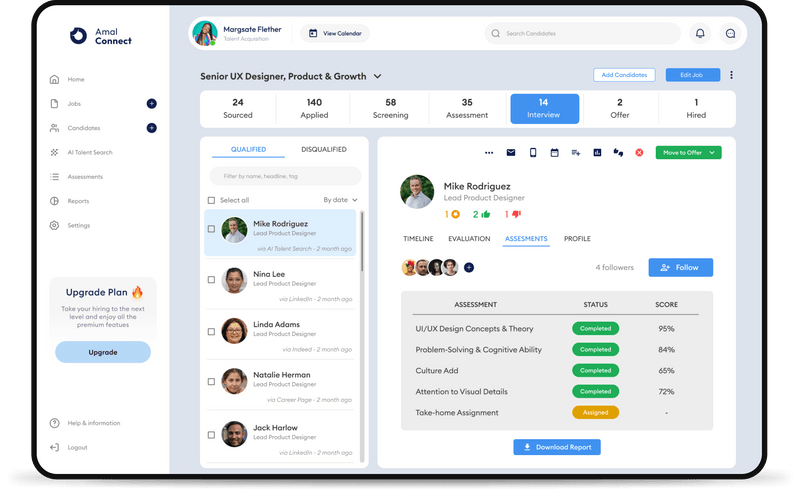 Amal
Connect
Margsate Flether
Talent Acquisition
View Calendar
Search Candidates
Home
Jobs
Candidates
AI Talent Search
Assessments
Reports
Settings
Upgrade Plan
Take your hiring to the next
level and enjoy all the
premium featues
Upgrade
Help & information
Logout
Senior UX Designer, Product & Growth
Add Candidates
Edit Job
24
Sourced
140
Applied
58
Screening
35
Assessment
14
Interview
2
Offer
1
Hired
QUALIFIED
DISQUALIFIED
Filter by name, headline, tag
Select all
By date
Mike Rodriguez
Lead Product Designer
via AI Talent Search - 2 month ago
Nina Lee
Lead Product Designer
via LinkedIn - 2 month ago
Linda Adams
Lead Product Designer
via Indeed - 2 month ago
Natalie Herman
Lead Product Designer
via Career Page - 2 month ago
Jack Harlow
Lead Product Designer
via LinkedIn - 2 month ago
Move to Offer
Mike Rodriguez
Lead Product Designer
1
2
1
TIMELINE
EVALUATION
ASSESMENTS
PROFILE
4 followers
Follow
ASSESSMENT STATUS SCORE
UI/UX Design Concepts & Theory Completed 95%
Problem-Solving & Cognitive Ability Completed 84%
Culture Add Completed 65%
Attention to Visual Details Completed 72%
Take-home Assignment Assigned -
Download Report